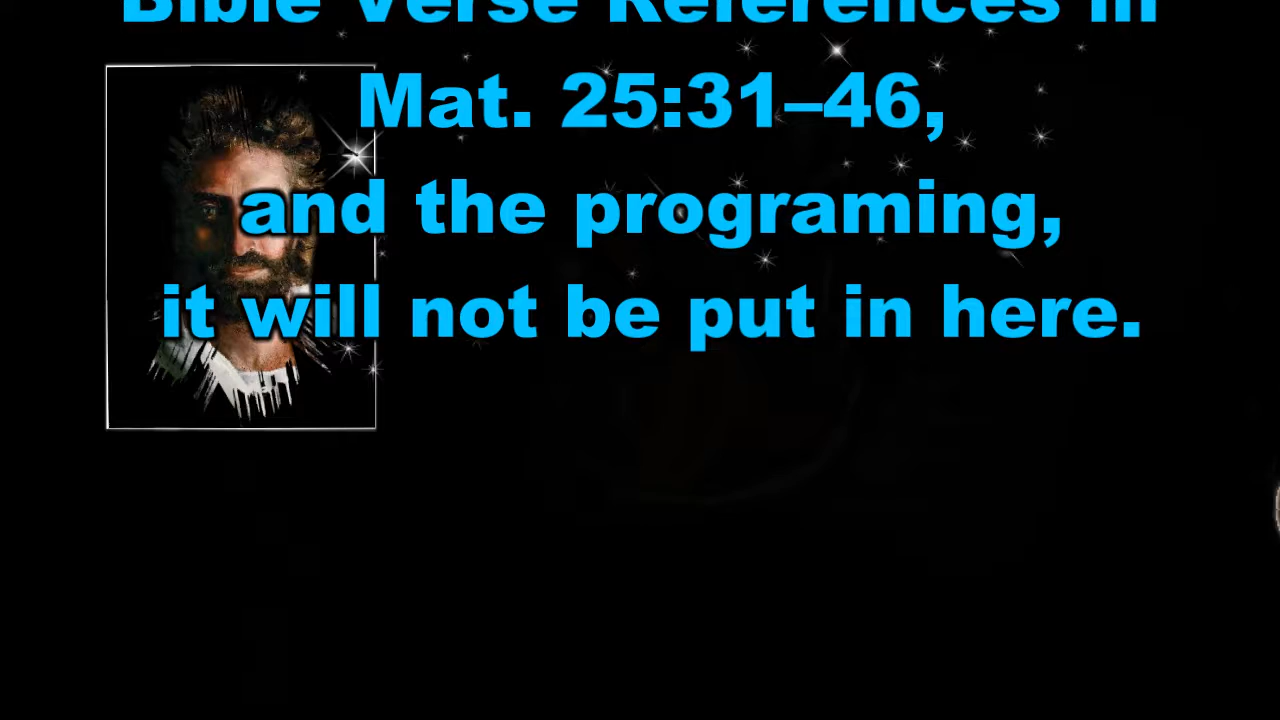 Bible Verse References in
Mat. 25:31–46,
and the programing,
it will not be put in here.